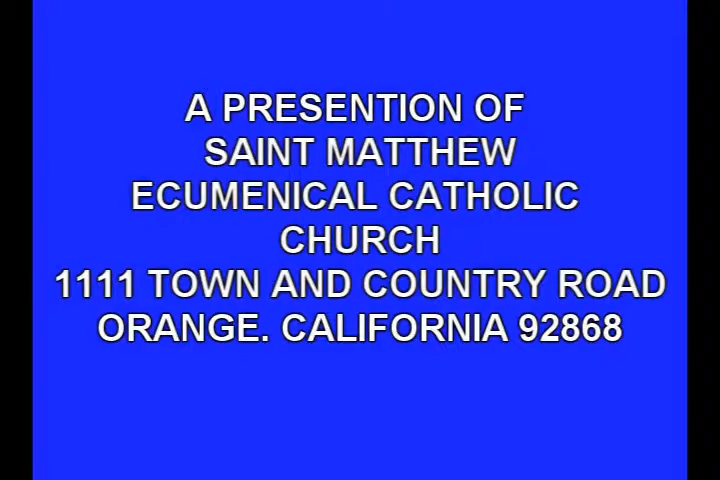 A PRESENTION OF
SAINT MATTHEW
ECUMENICAL CATHOLIC
CHURCH
1111 TOWN AND COUNTRY ROAD
ORANGE. CALIFORNIA 92868